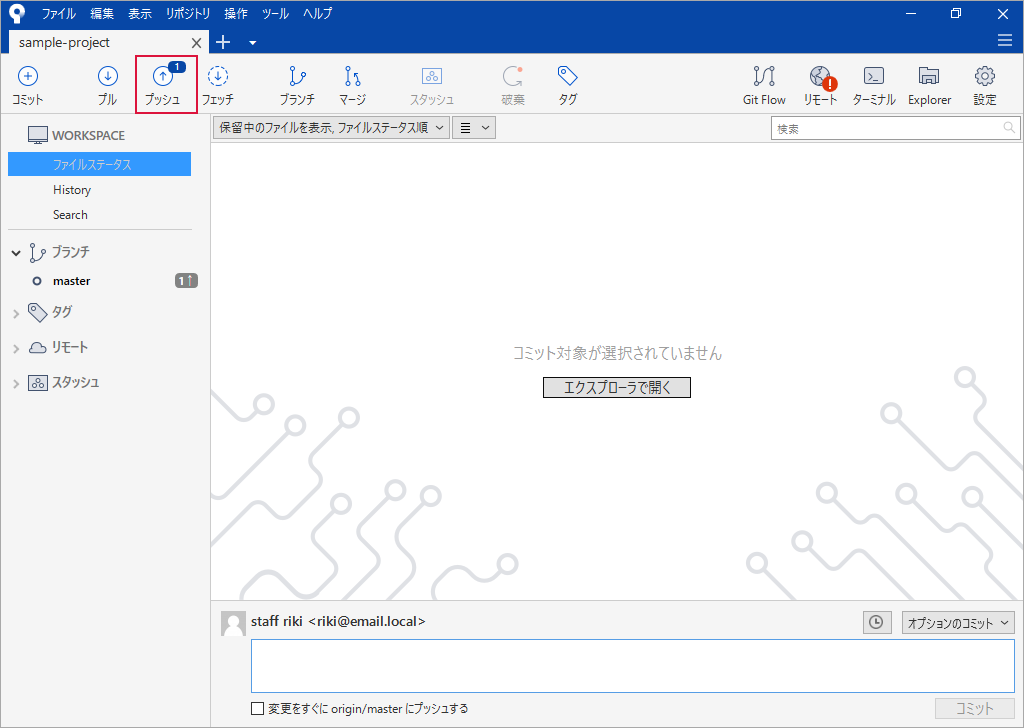 ファイル 編集 表示 リポジトリ 操作 ツール ヘルプ
sample-project
1
コミット プル プッシュ フェッチ ブランチ マージ スタッシュ 破棄 タグ Git Flow リモート ターミナル Explorer 設定
WORKSPACE
ファイルステータス
History
Search
ブランチ
master 1↑
タグ
リモート
スタッシュ
保留中のファイルを表示, ファイルステータス順
検索
コミット対象が選択されていません
エクスプローラで開く
staff riki <riki@email.local>
オプションのコミット
変更をすぐに origin/master にプッシュする
コミット